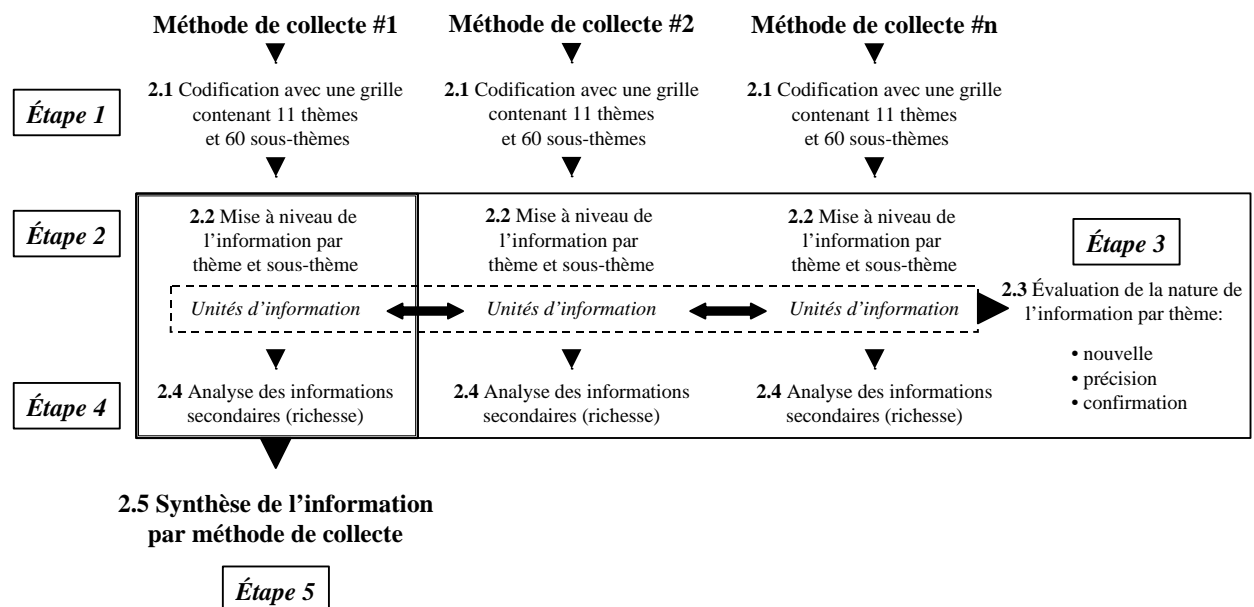 Méthode de collecte #1
Méthode de collecte #2
Méthode de collecte #n
Étape 1
2.1 Codification avec une grille
contenant 11 thèmes
et 60 sous-thèmes
2.1 Codification avec une grille
contenant 11 thèmes
et 60 sous-thèmes
2.1 Codification avec une grille
contenant 11 thèmes
et 60 sous-thèmes
Étape 2
2.2 Mise à niveau de
l’information par
thème et sous-thème
2.2 Mise à niveau de
l’information par
thème et sous-thème
2.2 Mise à niveau de
l’information par
thème et sous-thème
Unités d’information
Unités d’information
Unités d’information
Étape 3
2.3 Évaluation de la nature de
l’information par thème:
• nouvelle
• précision
• confirmation
Étape 4
2.4 Analyse des informations
secondaires (richesse)
2.4 Analyse des informations
secondaires (richesse)
2.4 Analyse des informations
secondaires (richesse)
2.5 Synthèse de l’information
par méthode de collecte
Étape 5